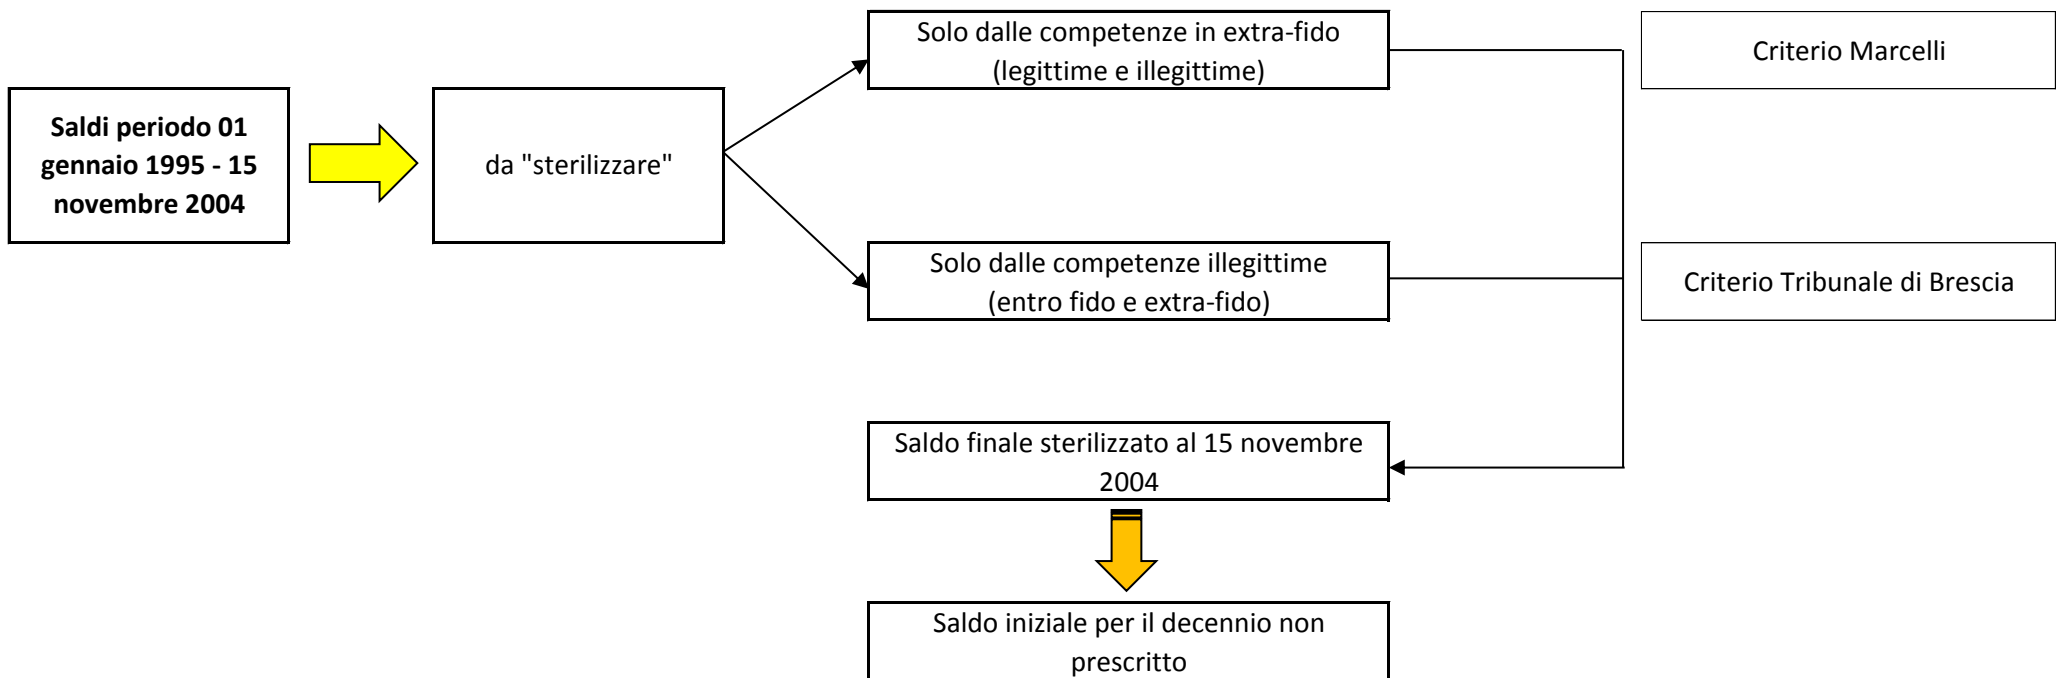 Solo dalle competenze in extra-fido
(legittime e illegittime)
Criterio Marcelli
Saldi periodo 01
gennaio 1995 - 15
novembre 2004
da "sterilizzare"
Solo dalle competenze illegittime
(entro fido e extra-fido)
Criterio Tribunale di Brescia
Saldo finale sterilizzato al 15 novembre
2004
Saldo iniziale per il decennio non
prescritto